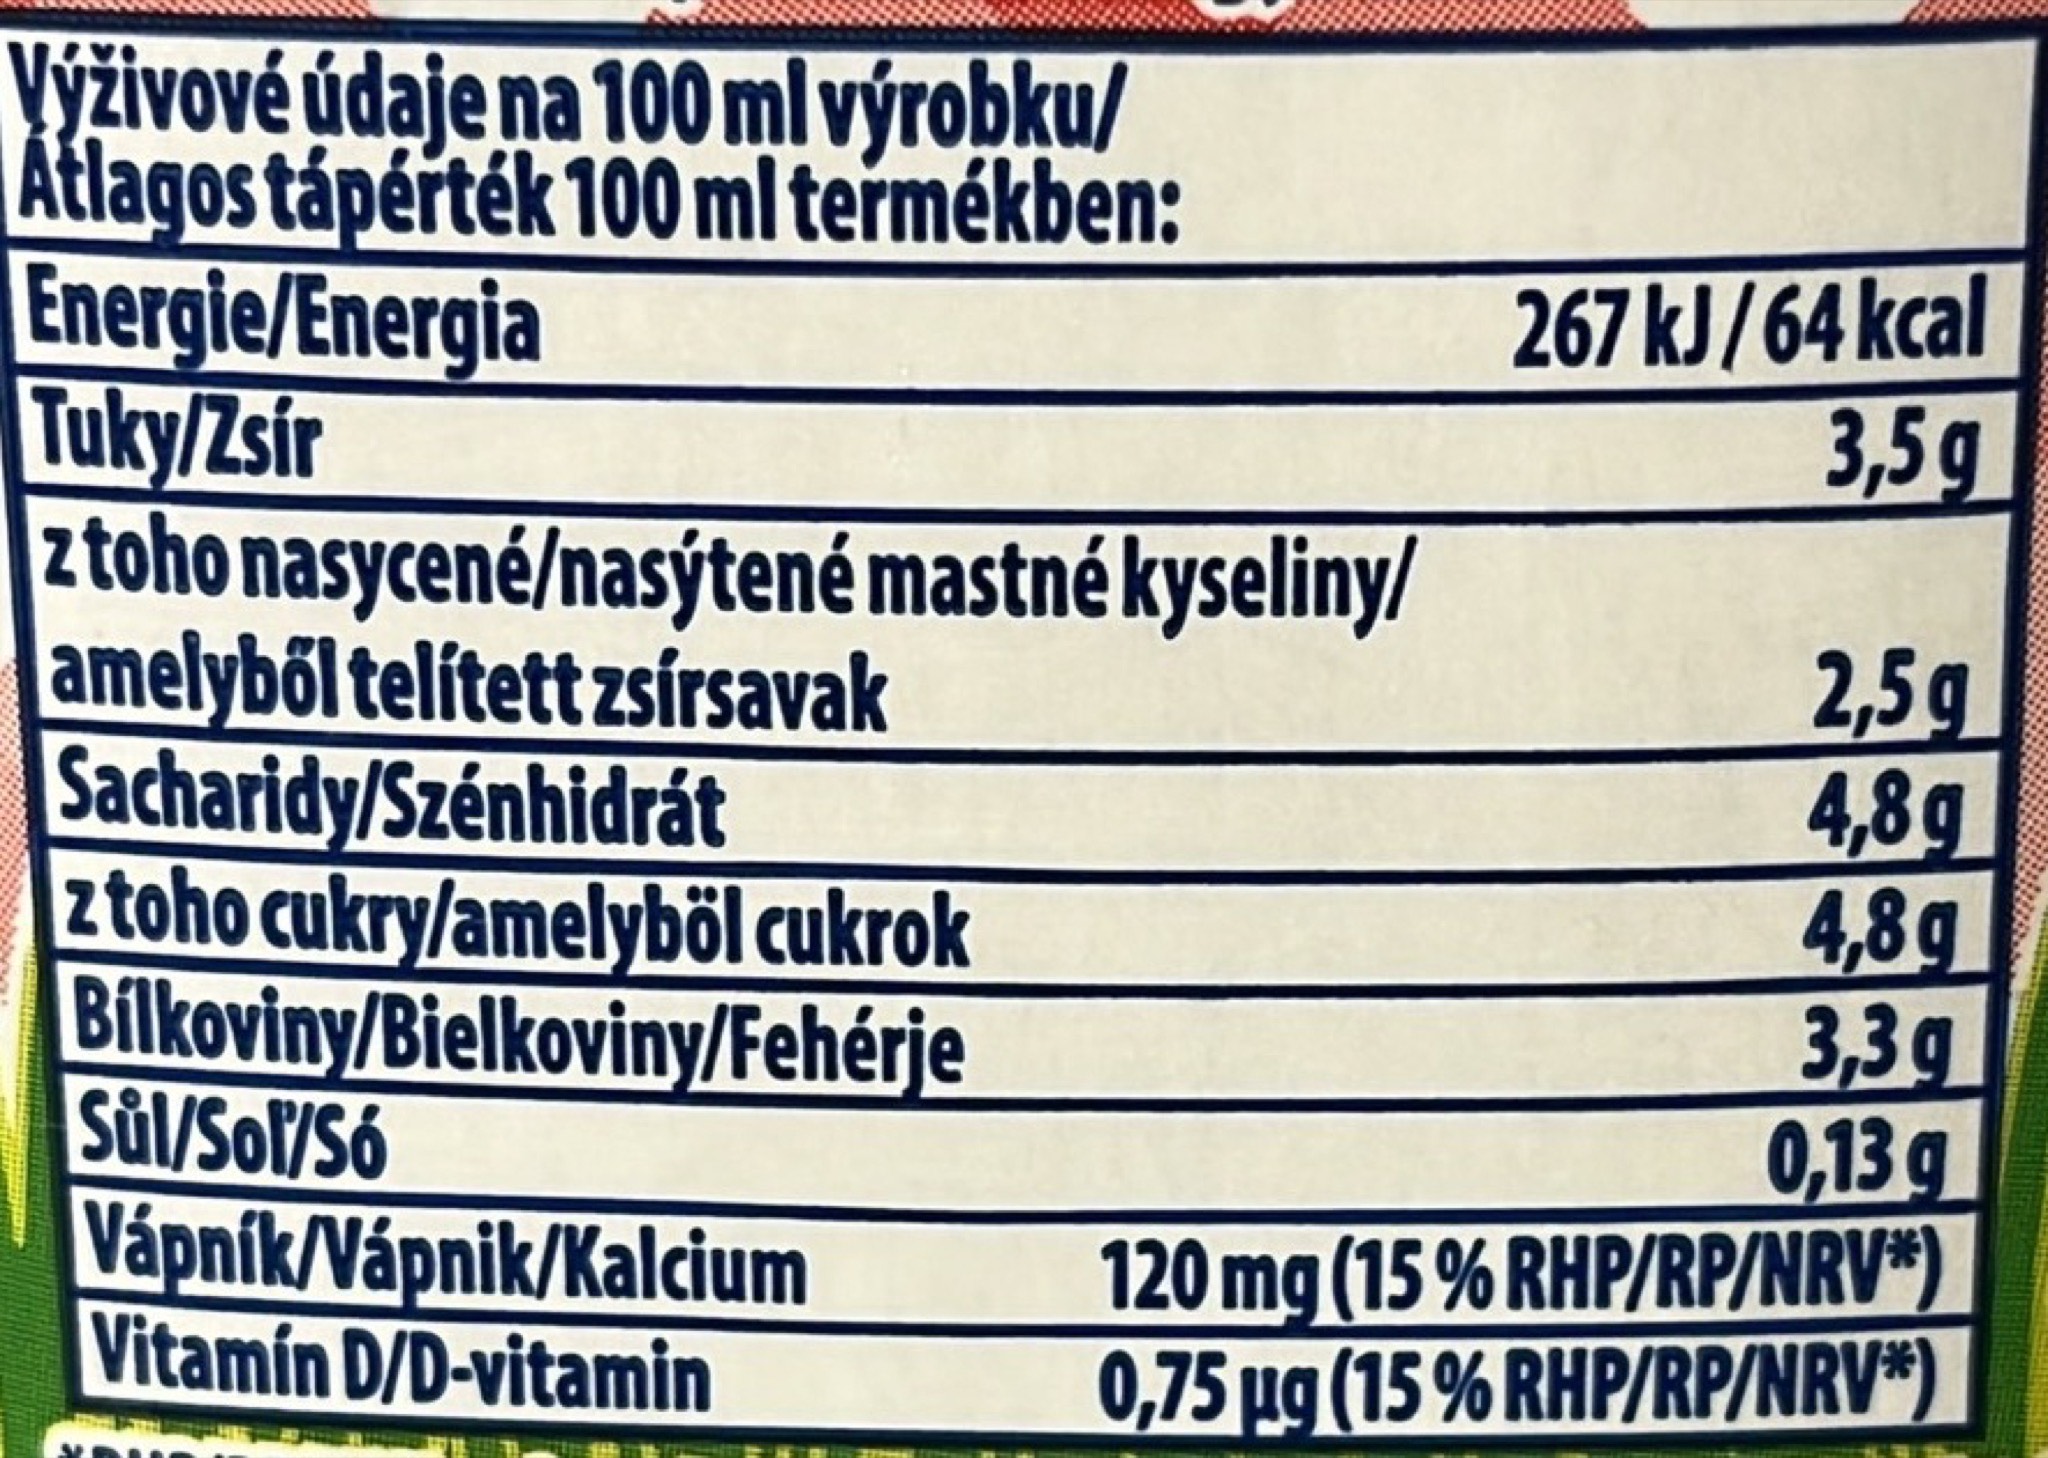 Výživové údaje na 100 ml výrobku/
Átlagos tápérték 100 ml termékben:
Energie/Energia 267 kJ / 64 kcal
Tuky/Zsír 3,5 g
z toho nasycené/nasýtené mastné kyseliny/
amelyből telített zsírsavak 2,5 g
Sacharidy/Szénhidrát 4,8 g
z toho cukry/amelyböl cukrok 4,8 g
Bílkoviny/Bielkoviny/Fehérje 3,3 g
Sůl/Soľ/Só 0,13 g
Vápník/Vápnik/Kalcium 120 mg (15 % RHP/RP/NRV*)
Vitamín D/D-vitamin 0,75 µg (15 % RHP/RP/NRV*)